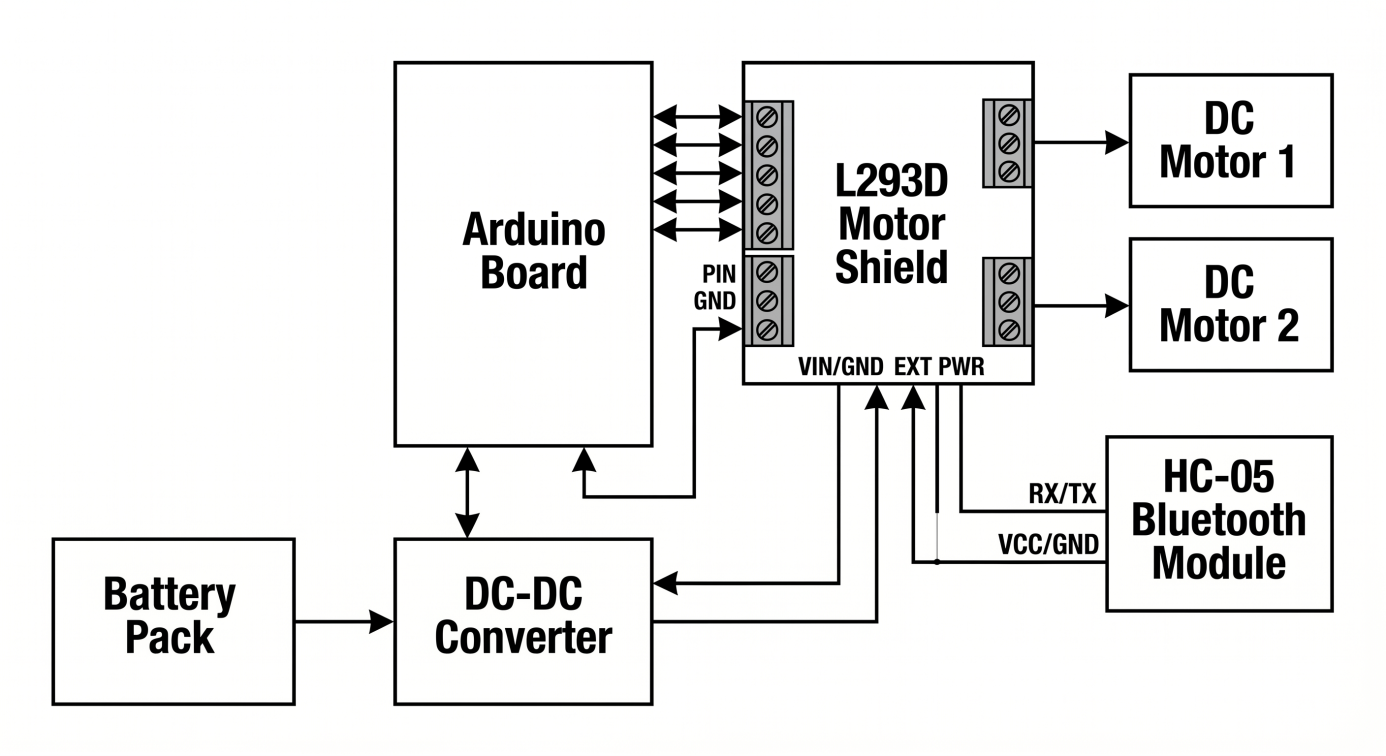 Arduino
Board
L293D
Motor
Shield
DC
Motor 1
DC
Motor 2
PIN
GND
VIN/GND EXT PWR
HC-05
Bluetooth
Module
RX/TX
VCC/GND
Battery
Pack
DC-DC
Converter